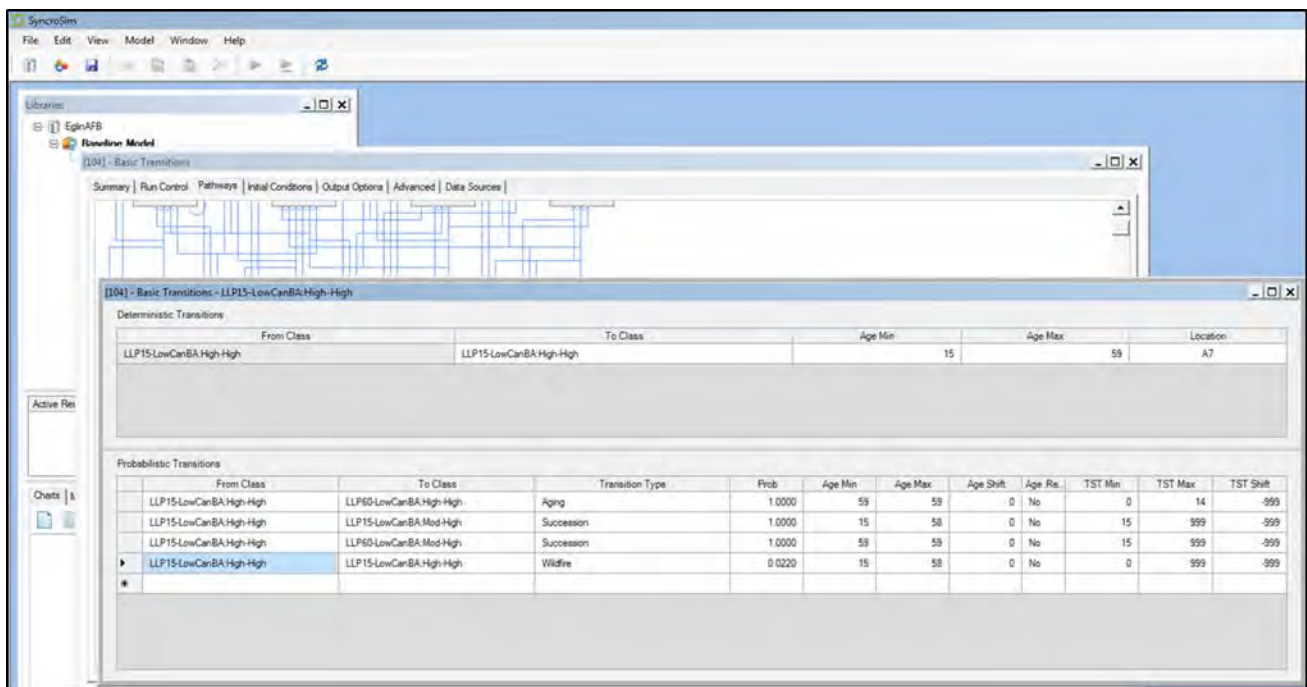 SyncroSim
File Edit View Model Window Help
Libraries
EglinAFB
Baseline Model
[104] - Basic Transitions
Summary | Run Control Pathways | Initial Conditions | Output Options | Advanced | Data Sources |
[104] - Basic Transitions - LLP15-LowCanBA:High-High
Deterministic Transitions
From Class To Class Age Min Age Max Location
LLP15-LowCanBA:High-High LLP15-LowCanBA:High-High 15 59 A7
Active Res
Probabilistic Transitions
From Class To Class Transition Type Prob Age Min Age Max Age Shift Age Re... TST Min TST Max TST Shift
LLP15-LowCanBA:High-High LLP60-LowCanBA:High-High Aging 1.0000 59 59 0 No 0 14 -999
LLP15-LowCanBA:High-High LLP15-LowCanBA:Mod-High Succession 1.0000 15 58 0 No 15 999 -999
LLP15-LowCanBA:High-High LLP60-LowCanBA:Mod-High Succession 1.0000 59 59 0 No 15 999 -999
LLP15-LowCanBA:High-High LLP15-LowCanBA:High-High Wildfire 0.0220 15 58 0 No 0 999 -999
Charts |